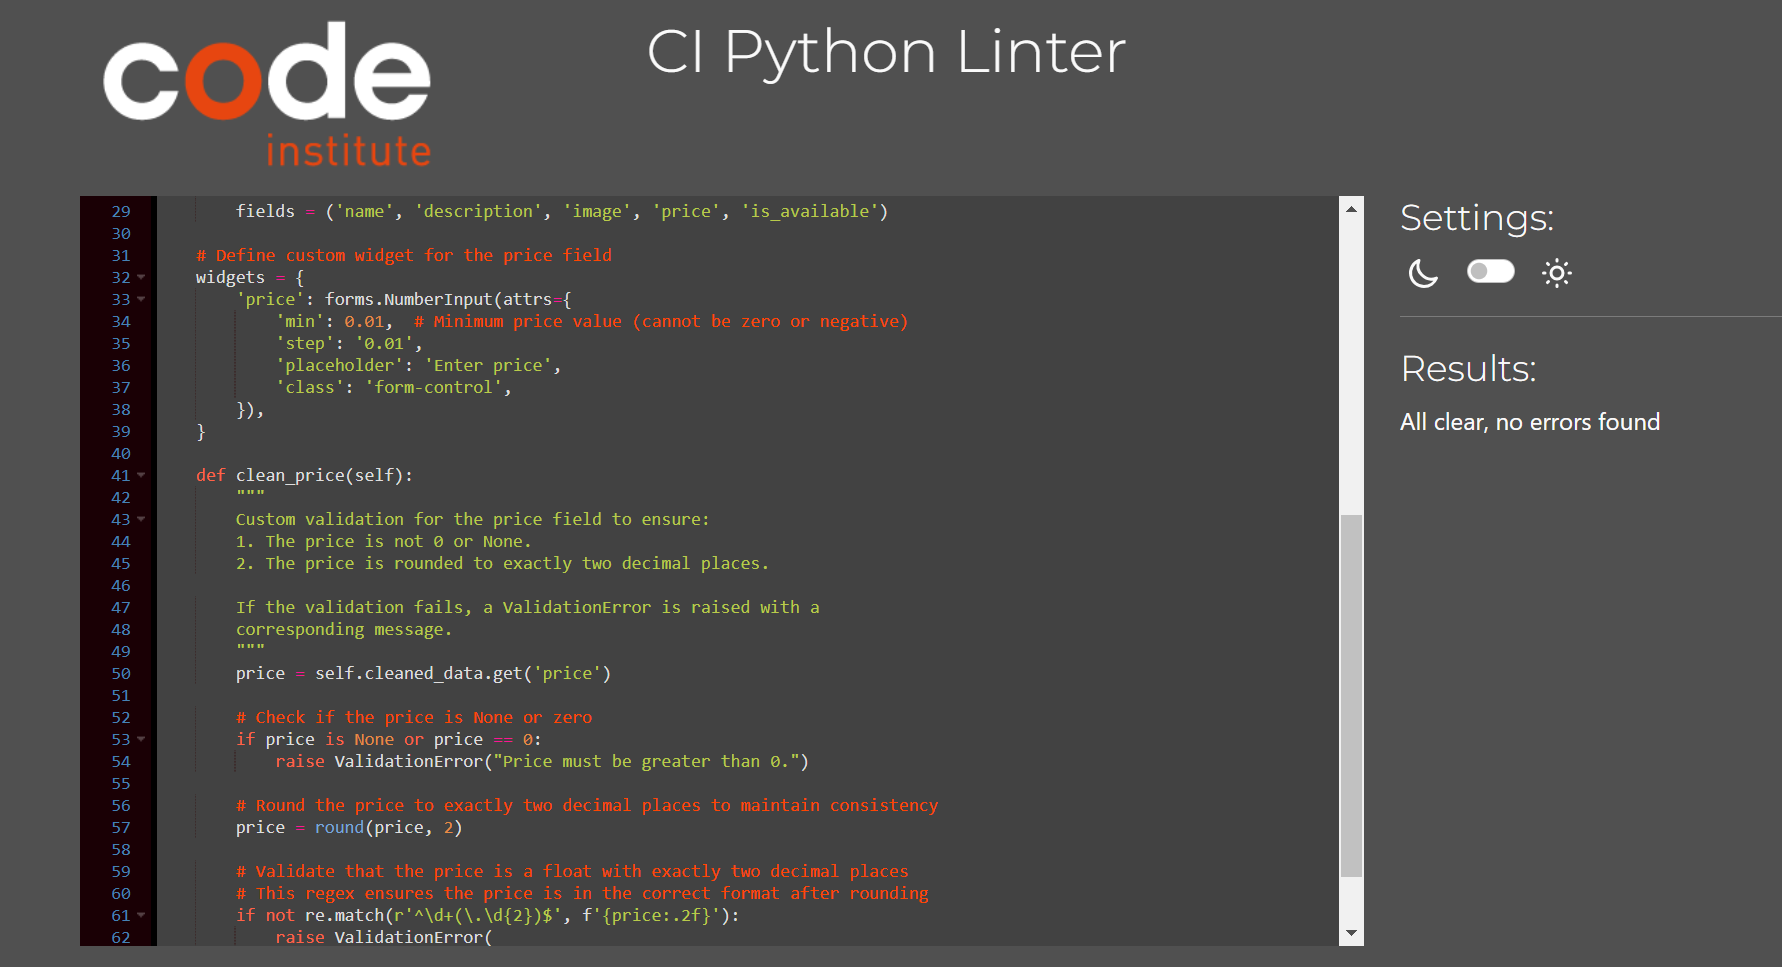 code
institute
CI Python Linter
29 fields = ('name', 'description', 'image', 'price', 'is_available')
30
31 # Define custom widget for the price field
32 widgets = {
33 'price': forms.NumberInput(attrs={
34 'min': 0.01,  # Minimum price value (cannot be zero or negative)
35 'step': '0.01',
36 'placeholder': 'Enter price',
37 'class': 'form-control',
38 }),
39 }
40
41 def clean_price(self):
42 """
43 Custom validation for the price field to ensure:
44 1. The price is not 0 or None.
45 2. The price is rounded to exactly two decimal places.
46
47 If the validation fails, a ValidationError is raised with a
48 corresponding message.
49 """
50 price = self.cleaned_data.get('price')
51
52 # Check if the price is None or zero
53 if price is None or price == 0:
54 raise ValidationError("Price must be greater than 0.")
55
56 # Round the price to exactly two decimal places to maintain consistency
57 price = round(price, 2)
58
59 # Validate that the price is a float with exactly two decimal places
60 # This regex ensures the price is in the correct format after rounding
61 if not re.match(r'^\d+(\.\d{2})$', f'{price:.2f}'):
62 raise ValidationError(
Settings:
Results:
All clear, no errors found